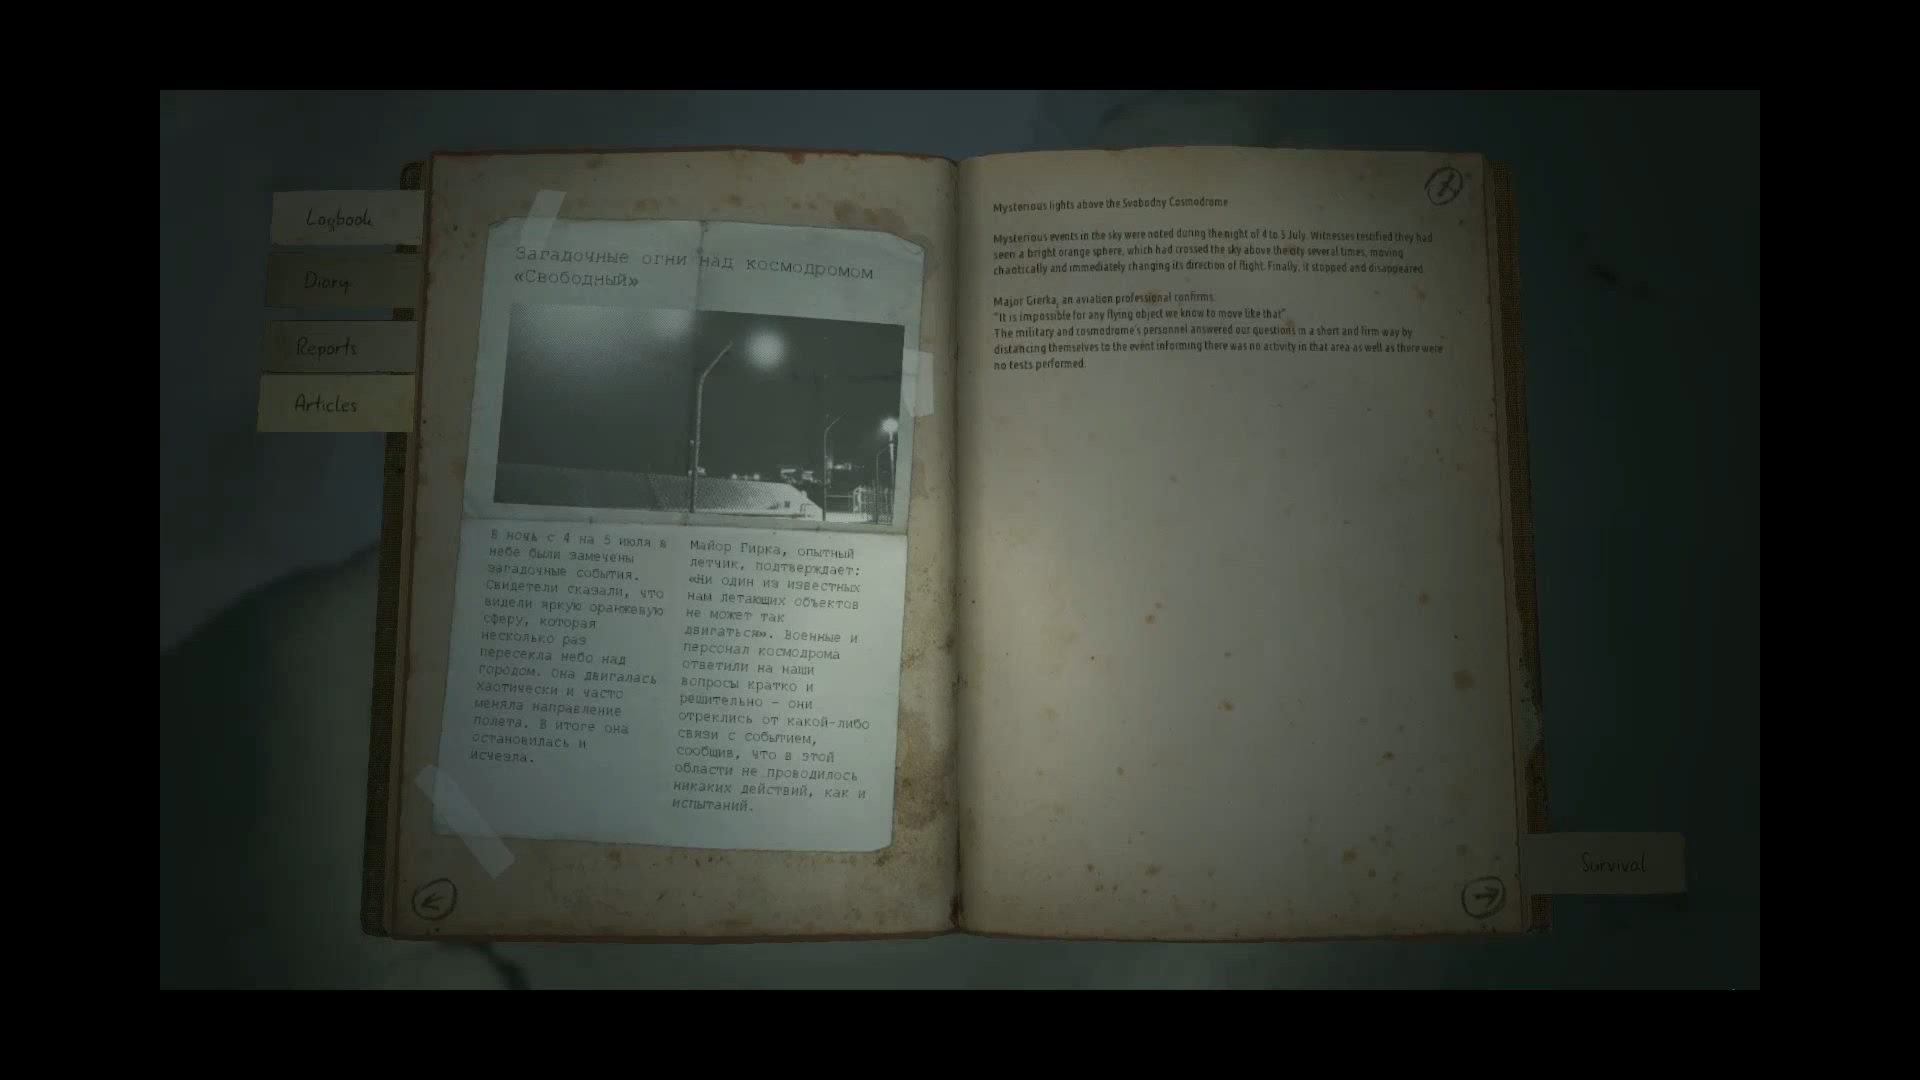 Logbook
Diary
Reports
Articles
Загадочные огни над космодромом
«Свободный»
В ночь с 4 на 5 июля в
небе были замечены
загадочные события.
Свидетели сказали, что
видели яркую оранжевую
сферу, которая
несколько раз
пересекла небо над
городом. Она двигалась
хаотически и часто
меняла направление
полета. В итоге она
остановилась и
исчезла.
Майор Гирка, опытный
летчик, подтверждает:
«Ни один из известных
нам летающих объектов
не может так
двигаться». Военные и
персонал космодрома
ответили на наши
вопросы кратко и
решительно – они
отреклись от какой-либо
связи с событием,
сообщив, что в этой
области не проводилось
никаких действий, как и
испытаний.
Mysterious lights above the Svobodny Cosmodrome
Mysterious events in the sky were noted during the night of 4 to 5 July. Witnesses testified they had
seen a bright orange sphere, which had crossed the sky above the city several times, moving
chaotically and immediately changing its direction of flight. Finally, it stopped and disappeared.
Major Gierka, an aviation professional confirms.
"It is impossible for any flying object we know to move like that"
The military and cosmodrome's personnel answered our questions in a short and firm way by
distancing themselves to the event informing there was no activity in that area as well as there were
no tests performed.
Survival